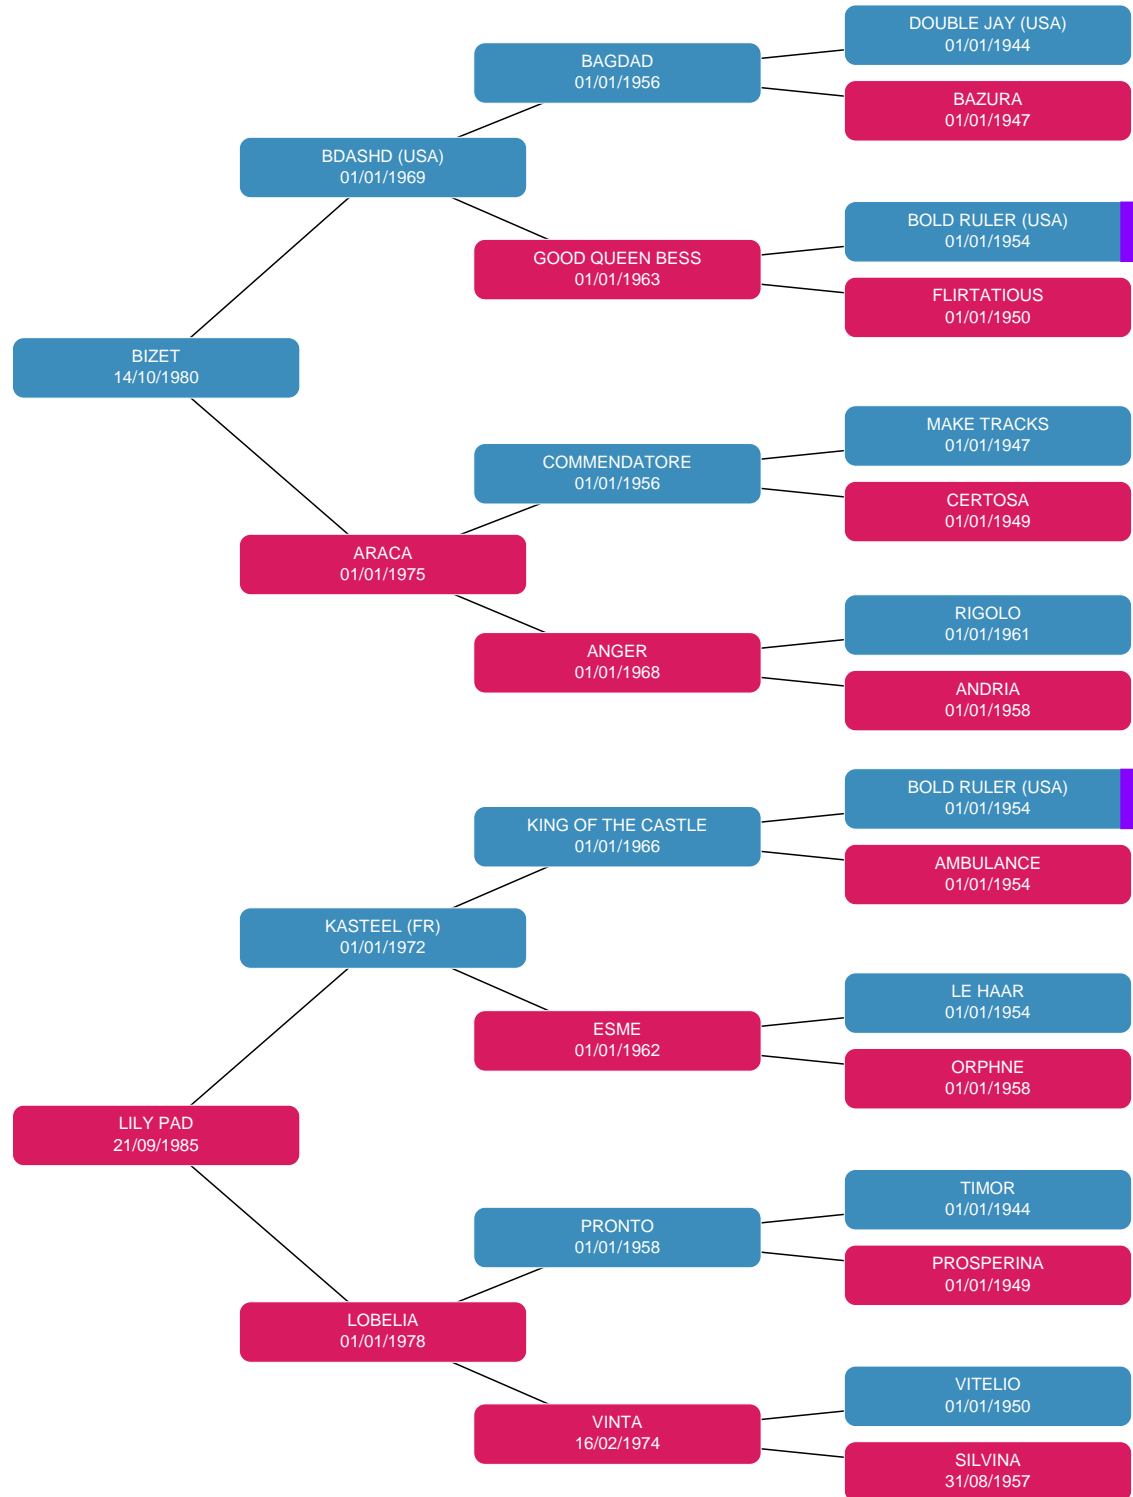 DOUBLE JAY (USA)
01/01/1944
BAGDAD
01/01/1956
BAZURA
01/01/1947
BDASHD (USA)
01/01/1969
BOLD RULER (USA)
01/01/1954
GOOD QUEEN BESS
01/01/1963
FLIRTATIOUS
01/01/1950
BIZET
14/10/1980
MAKE TRACKS
01/01/1947
COMMENDATORE
01/01/1956
CERTOSA
01/01/1949
ARACA
01/01/1975
RIGOLO
01/01/1961
ANGER
01/01/1968
ANDRIA
01/01/1958
BOLD RULER (USA)
01/01/1954
KING OF THE CASTLE
01/01/1966
AMBULANCE
01/01/1954
KASTEEL (FR)
01/01/1972
LE HAAR
01/01/1954
ESME
01/01/1962
ORPHNE
01/01/1958
LILY PAD
21/09/1985
TIMOR
01/01/1944
PRONTO
01/01/1958
PROSPERINA
01/01/1949
LOBELIA
01/01/1978
VITELIO
01/01/1950
VINTA
16/02/1974
SILVINA
31/08/1957